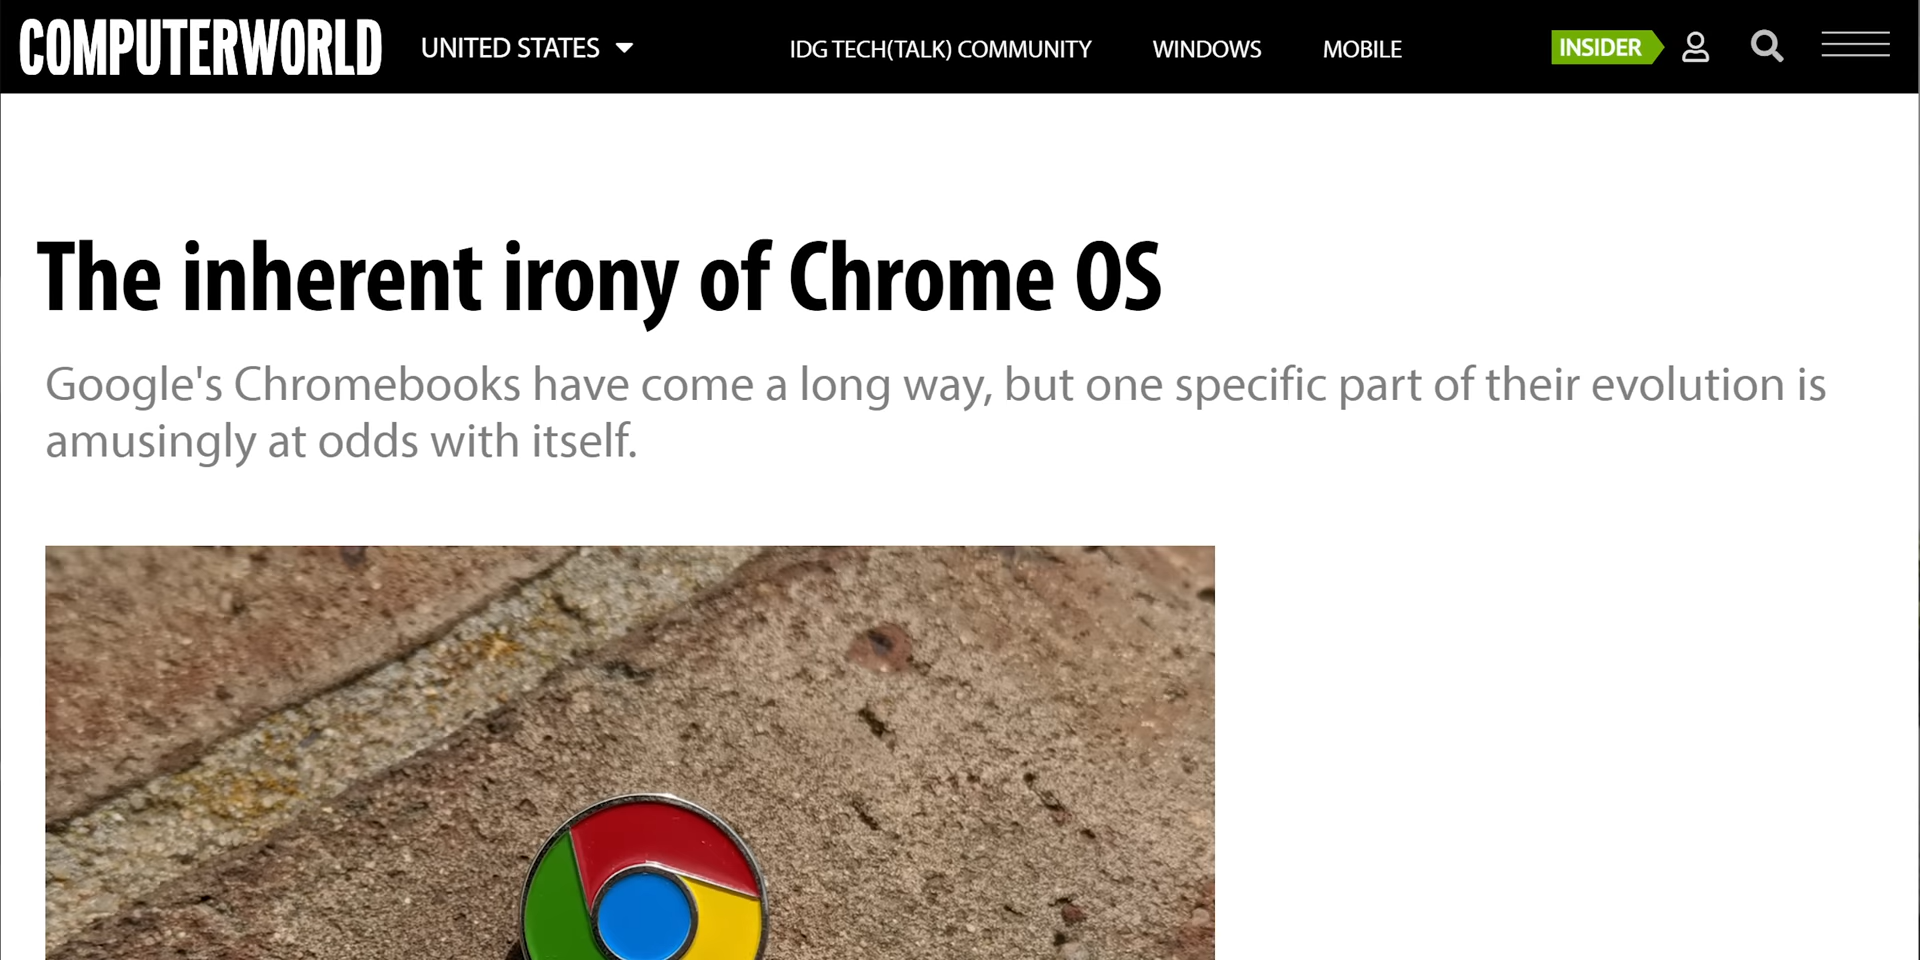 COMPUTERWORLD
UNITED STATES
IDG TECH(TALK) COMMUNITY
WINDOWS
MOBILE
INSIDER
The inherent irony of Chrome OS
Google's Chromebooks have come a long way, but one specific part of their evolution is
amusingly at odds with itself.